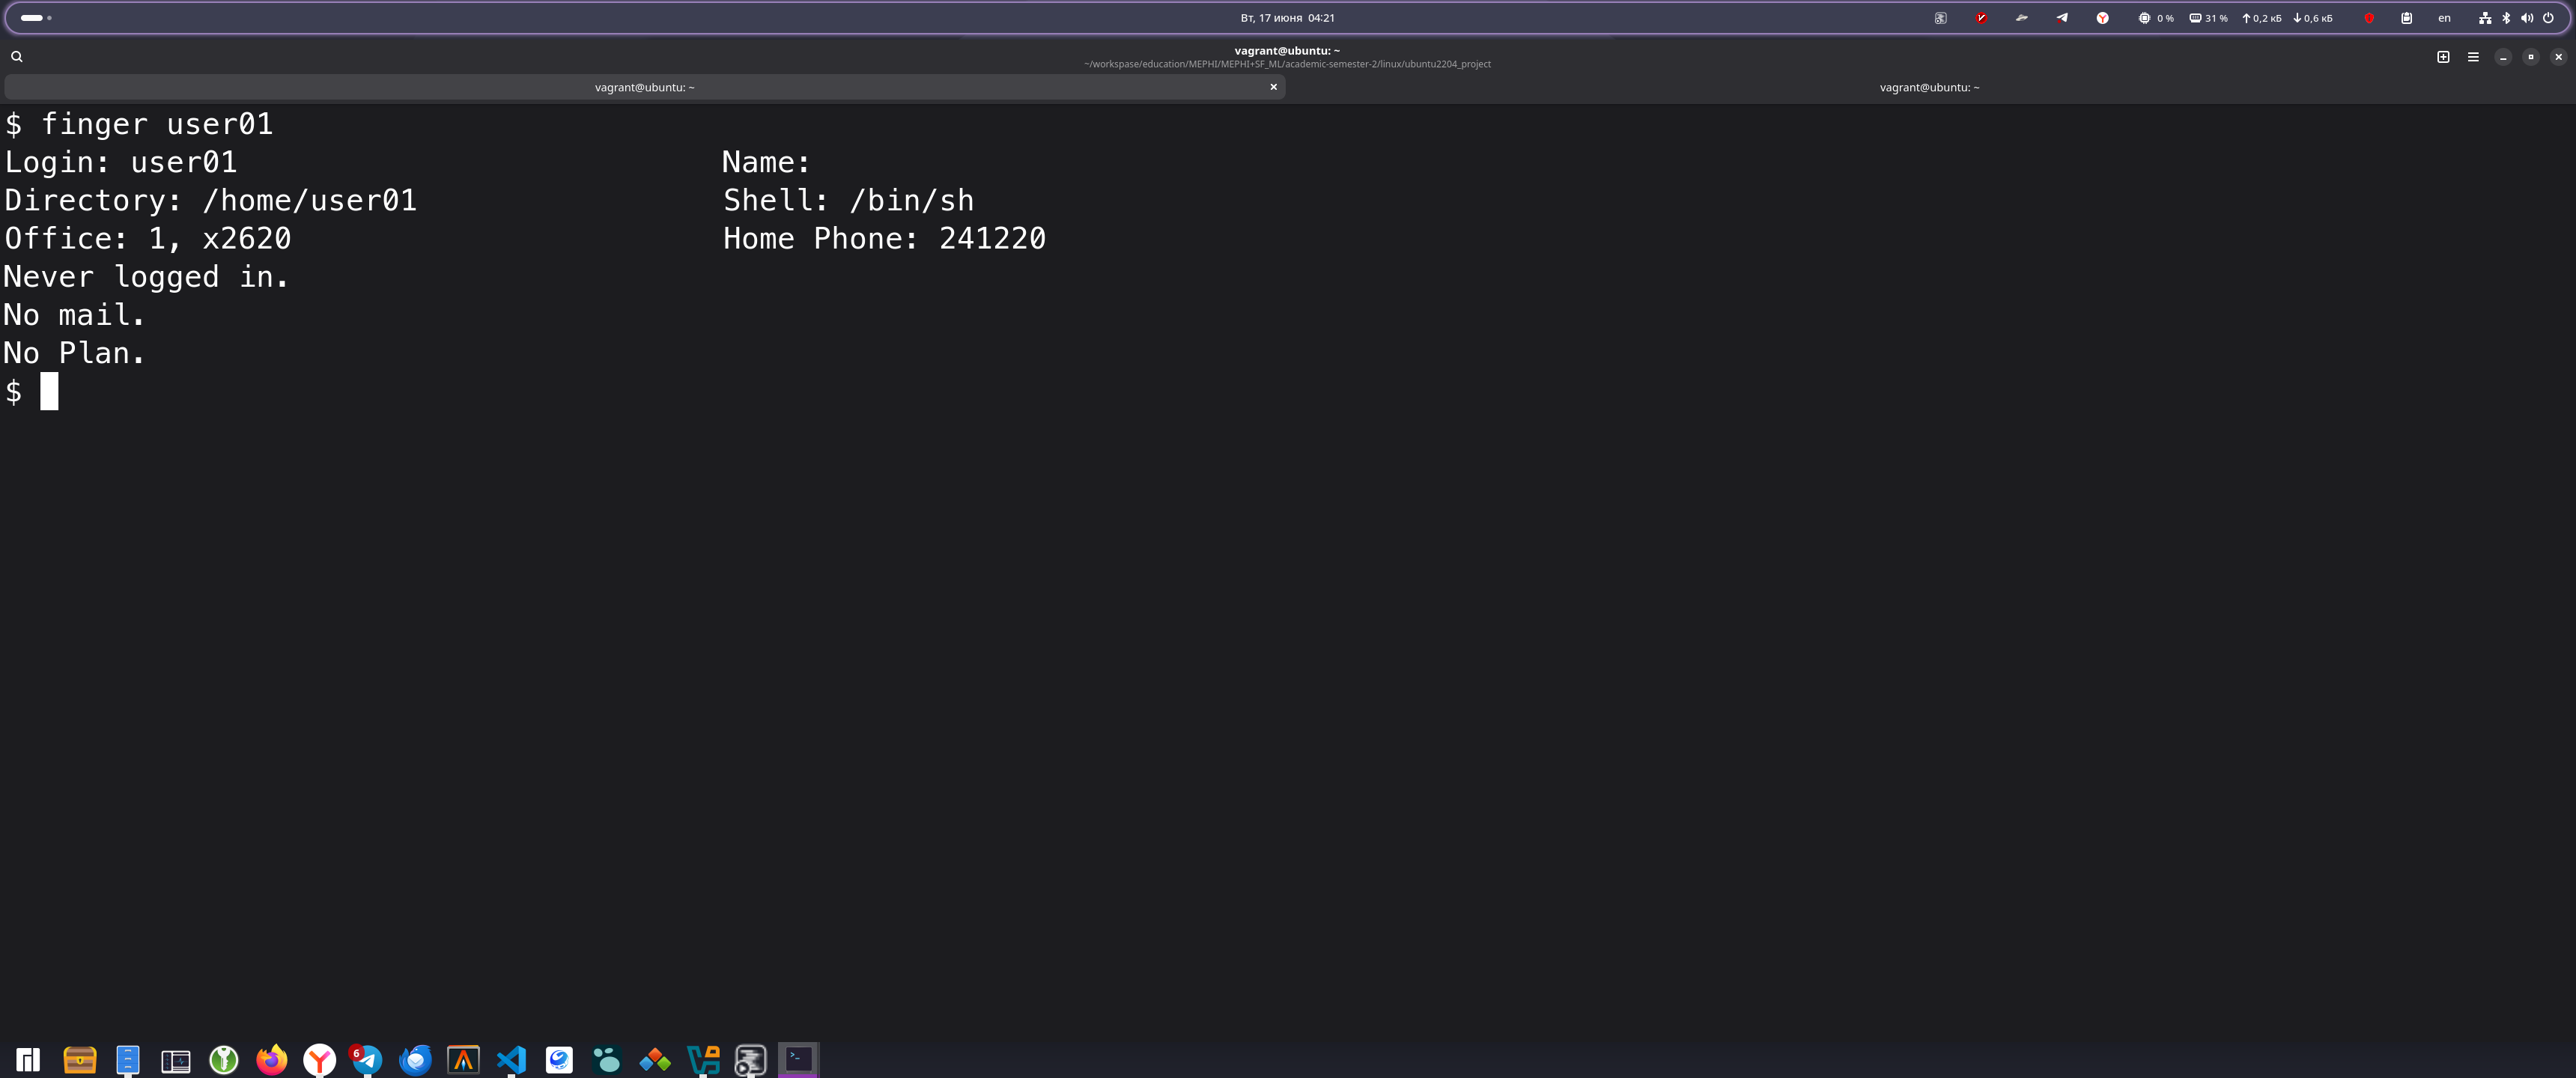 Вт, 17 июня 04:21
0 % 31 % 0,2 кБ 0,6 кБ en
vagrant@ubuntu: ~
~/workspase/education/MEPHI/MEPHI+SF_ML/academic-semester-2/linux/ubuntu2204_project
vagrant@ubuntu: ~ vagrant@ubuntu: ~
$ finger user01
Login: user01 Name:
Directory: /home/user01 Shell: /bin/sh
Office: 1, x2620 Home Phone: 241220
Never logged in.
No mail.
No Plan.
$
6